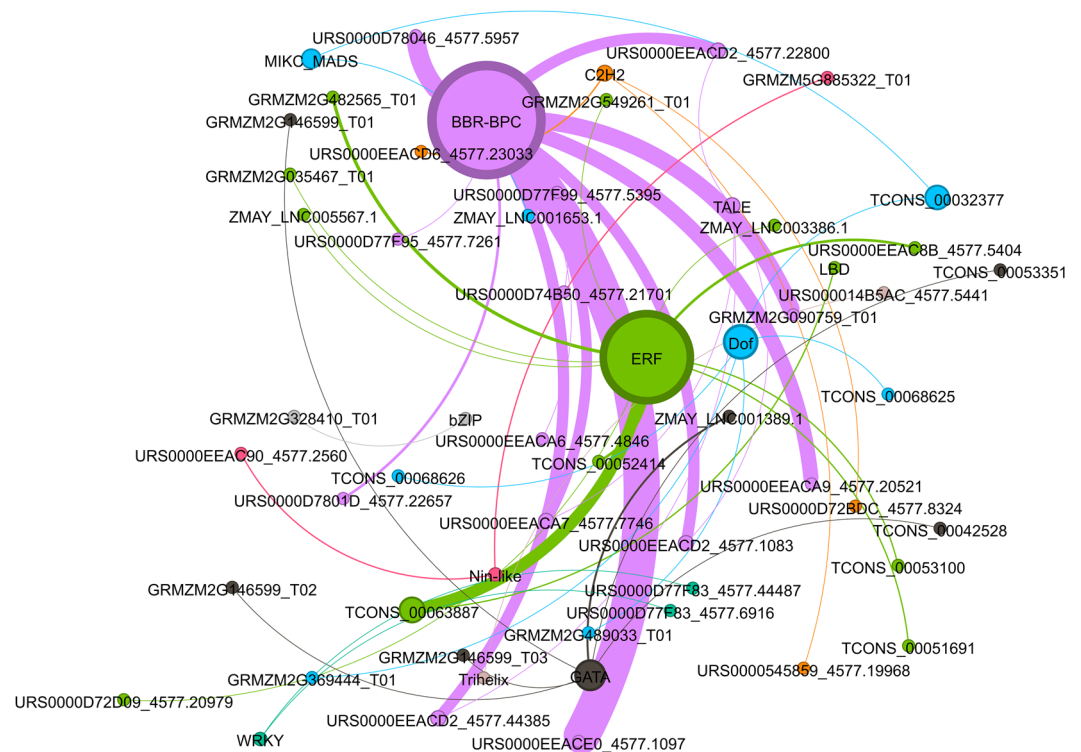 URS0000D78046_4577.5957
URS0000EEACD2_4577.22800
MIKC_MADS
C2H2
GRMZM5G885322_T01
GRMZM2G482565_T01
GRMZM2G549261_T01
GRMZM2G146599_T01
BBR-BPC
URS0000EEACD6_4577.23033
GRMZM2G035467_T01
URS0000D77F99_4577.5395
TCONS_00032377
TALE
ZMAY_LNC005567.1
ZMAY_LNC001653.1
ZMAY_LNC003386.1
URS0000D77F95_4577.7261
URS0000EEAC8B_4577.5404
LBD
TCONS_00053351
URS0000D74B50_4577.21701
URS000014B5AC_4577.5441
GRMZM2G090759_T01
Dof
ERF
TCONS_00068625
GRMZM2G328410_T01
bZIP
ZMAY_LNC001389.1
URS0000EEACA6_4577.4846
URS0000EEAC90_4577.2560
TCONS_00052414
TCONS_00068626
URS0000EEACA9_4577.20521
URS0000D7801D_4577.22657
URS0000D72BDC_4577.8324
URS0000EEACA7_4577.7746
TCONS_00042528
URS0000EEACD2_4577.1083
TCONS_00053100
Nin-like
GRMZM2G146599_T02
URS0000D77F83_4577.44487
TCONS_00063887
URS0000D77F83_4577.6916
GRMZM2G489033_T01
TCONS_00051691
GRMZM2G146599_T03
URS0000545859_4577.19968
GRMZM2G369444_T01
Trihelix
GATA
URS0000D72D09_4577.20979
URS0000EEACD2_4577.44385
WRKY
URS0000EEACE0_4577.1097